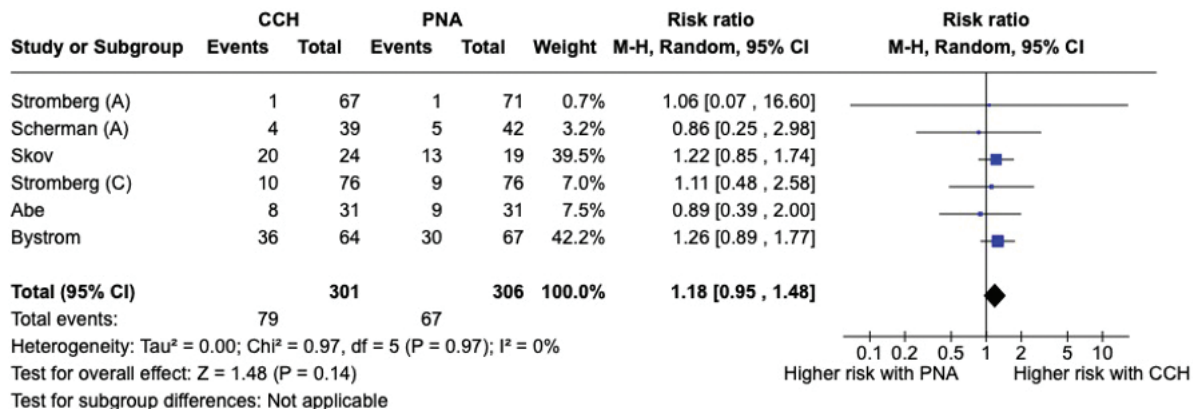 CCH PNA Risk ratio Risk ratio
Study or Subgroup Events Total Events Total Weight M-H, Random, 95% CI M-H, Random, 95% CI
Stromberg (A) 1 67 1 71 0.7% 1.06 [0.07 , 16.60]
Scherman (A) 4 39 5 42 3.2% 0.86 [0.25 , 2.98]
Skov 20 24 13 19 39.5% 1.22 [0.85 , 1.74]
Stromberg (C) 10 76 9 76 7.0% 1.11 [0.48 , 2.58]
Abe 8 31 9 31 7.5% 0.89 [0.39 , 2.00]
Bystrom 36 64 30 67 42.2% 1.26 [0.89 , 1.77]
Total (95% CI) 301 306 100.0% 1.18 [0.95 , 1.48]
Total events: 79 67
Heterogeneity: Tau² = 0.00; Chi² = 0.97, df = 5 (P = 0.97); I² = 0%
0.1 0.2 0.5 1 2 5 10
Test for overall effect: Z = 1.48 (P = 0.14) Higher risk with PNA Higher risk with CCH
Test for subgroup differences: Not applicable